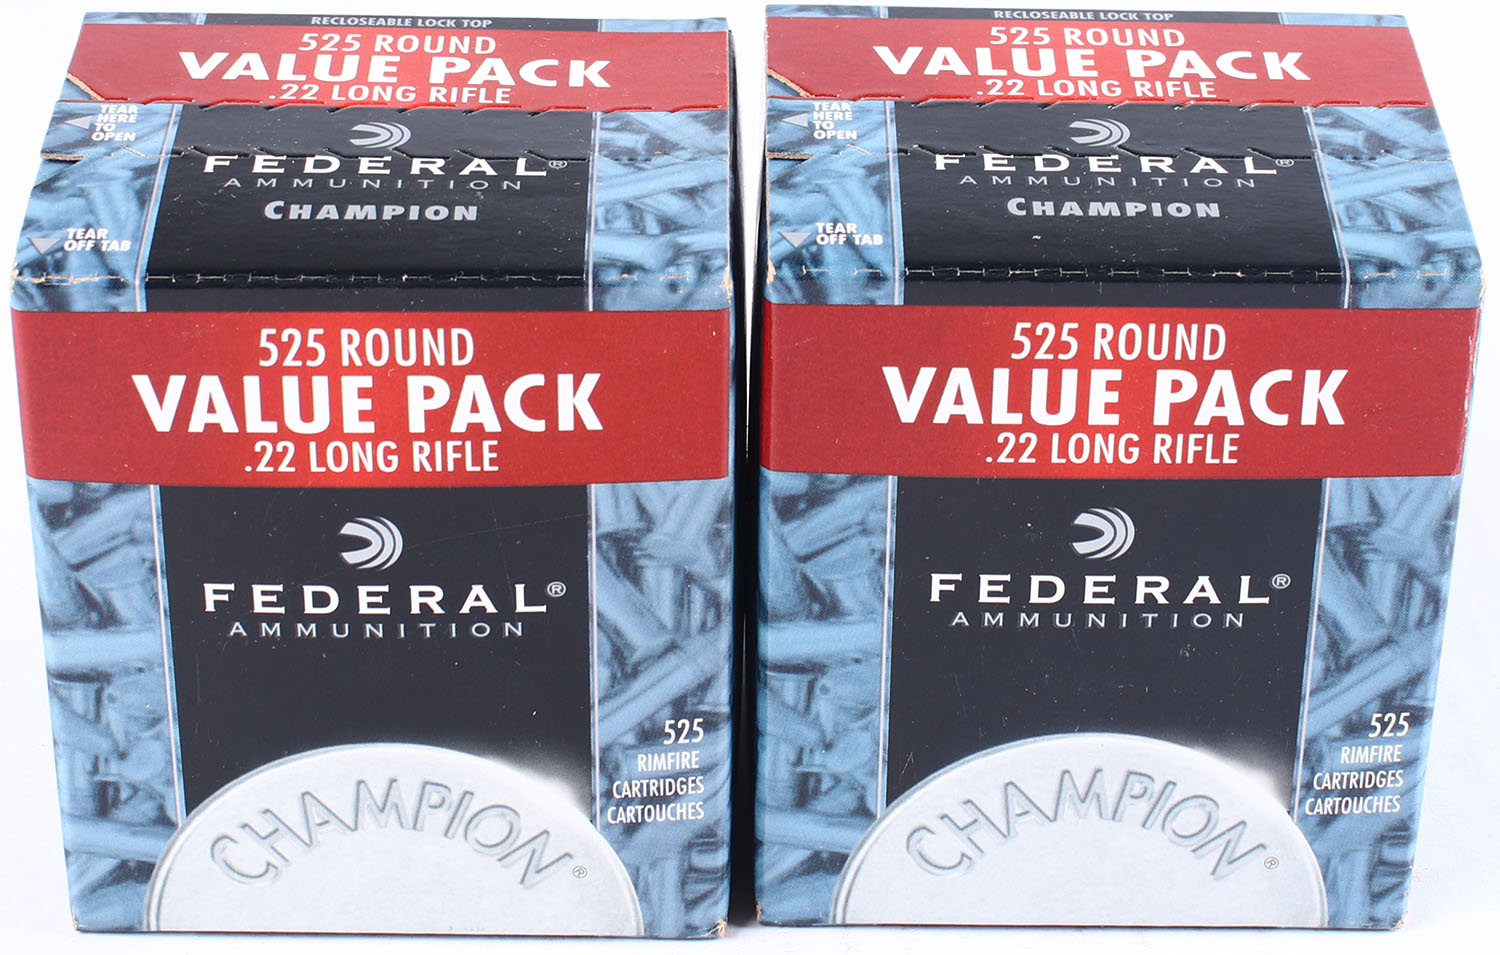 RECLOSEABLE LOCK TOP
525 ROUND
VALUE PACK
.22 LONG RIFLE
TEAR
HERE
TO
OPEN
FEDERAL®
AMMUNITION
CHAMPION
TEAR
OFF TAB
525 ROUND
VALUE PACK
.22 LONG RIFLE
FEDERAL®
AMMUNITION
525
RIMFIRE
CARTRIDGES
CARTOUCHES
CHAMPION®
RECLOSEABLE LOCK TOP
525 ROUND
VALUE PACK
.22 LONG RIFLE
TEAR
HERE
TO
OPEN
FEDERAL®
AMMUNITION
CHAMPION
TEAR
OFF TAB
525 ROUND
VALUE PACK
.22 LONG RIFLE
FEDERAL®
AMMUNITION
525
RIMFIRE
CARTRIDGES
CARTOUCHES
CHAMPION®